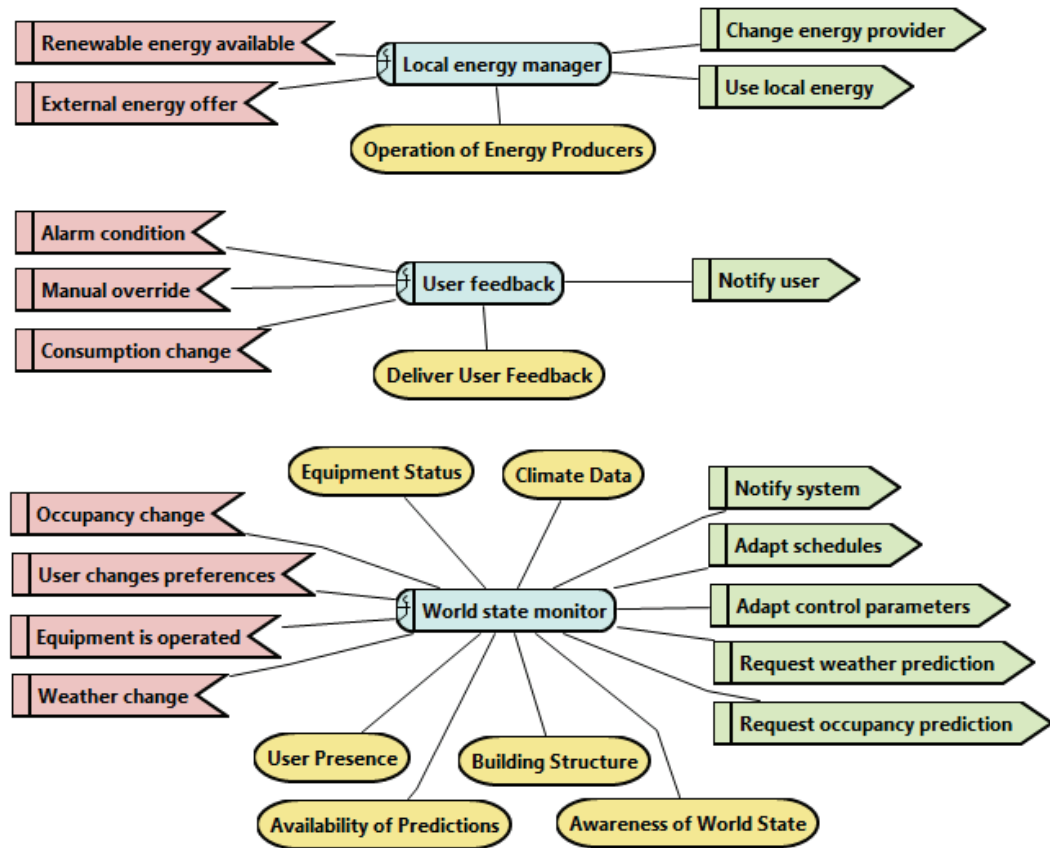 Renewable energy available
External energy offer
Local energy manager
Change energy provider
Use local energy
Operation of Energy Producers
Alarm condition
Manual override
Consumption change
User feedback
Notify user
Deliver User Feedback
Equipment Status
Climate Data
Occupancy change
User changes preferences
Equipment is operated
Weather change
World state monitor
Notify system
Adapt schedules
Adapt control parameters
Request weather prediction
Request occupancy prediction
User Presence
Building Structure
Availability of Predictions
Awareness of World State